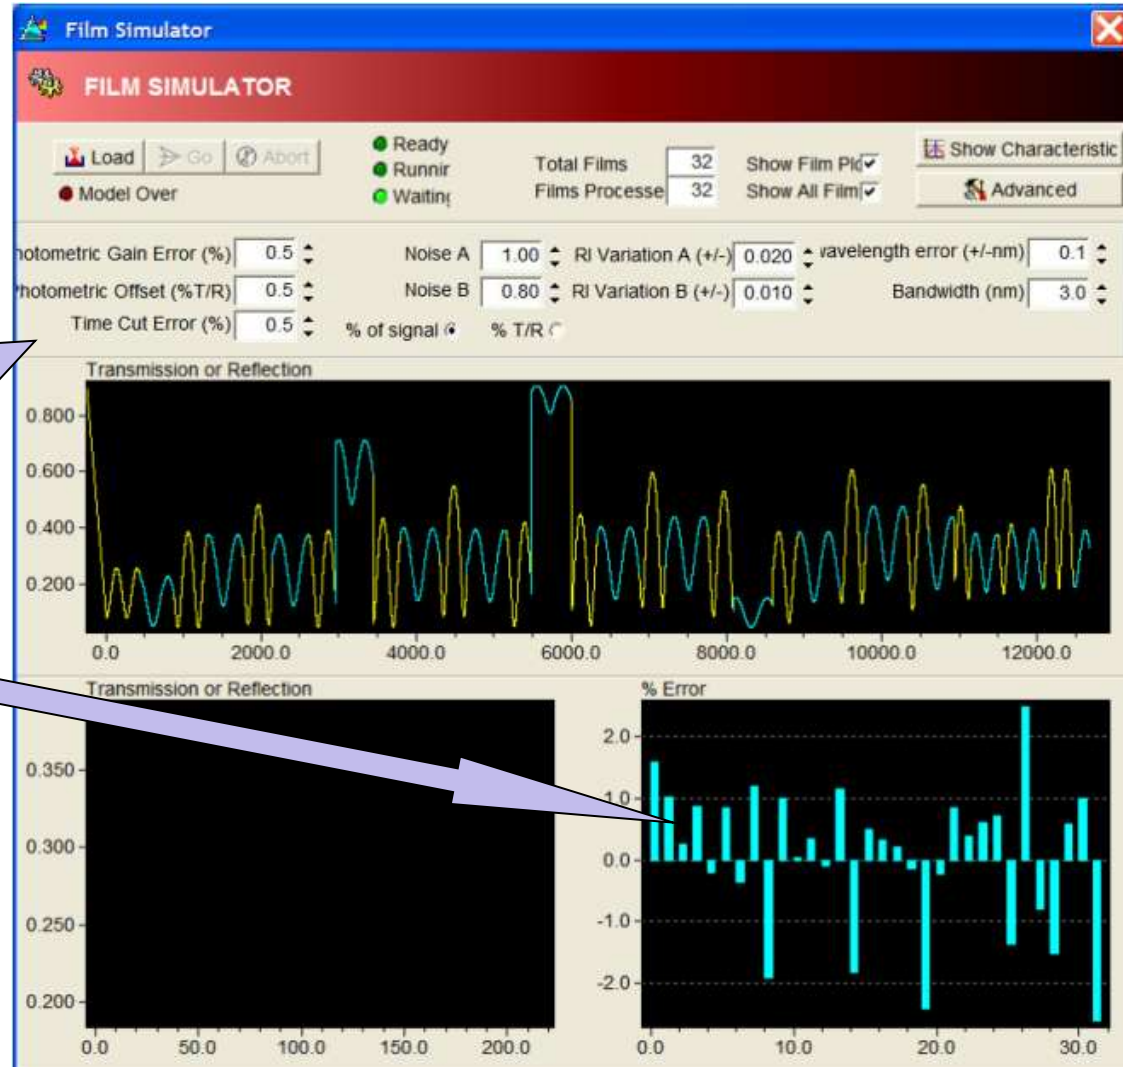 Film Simulator
FILM SIMULATOR
Load Go Abort
Ready
Runnir
Waiting
Model Over
Total Films 32
Films Processe 32
Show Film Plo
Show All Film
Show Characteristic
Advanced
hotometric Gain Error (%) 0.5
Photometric Offset (%T/R) 0.5
Time Cut Error (%) 0.5
Noise A 1.00
Noise B 0.80
% of signal % T/R
RI Variation A (+/-) 0.020
RI Variation B (+/-) 0.010
wavelength error (+/-nm) 0.1
Bandwidth (nm) 3.0
Transmission or Reflection
0.800
0.600
0.400
0.200
0.0 2000.0 4000.0 6000.0 8000.0 10000.0 12000.0
Transmission or Reflection
0.350
0.300
0.250
0.200
0.0 50.0 100.0 150.0 200.0
% Error
2.0
1.0
0.0
-1.0
-2.0
0.0 10.0 20.0 30.0